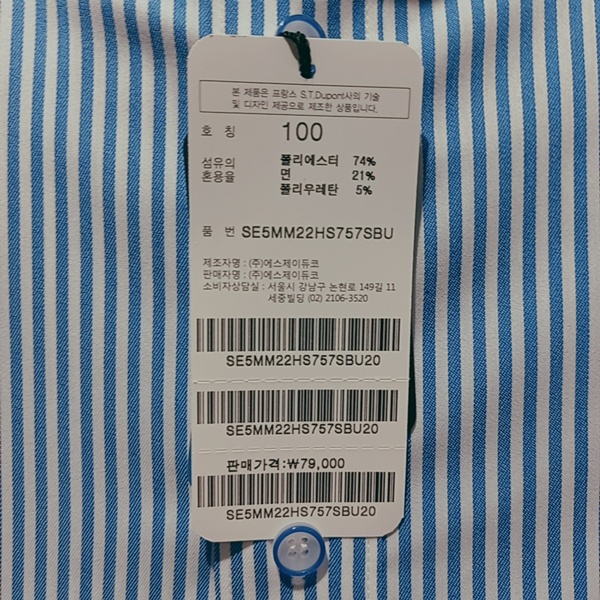 본 제품은 프랑스 S.T.Dupont사의 기술
및 디자인 제공으로 제조한 상품입니다.
호 칭 100
섬유의 폴리에스터 74%
혼용율 면 21%
폴리우레탄 5%
품 번 SE5MM22HS757SBU
제조자명 : (주)에스제이듀코
판매자명 : (주)에스제이듀코
소비자상담실 : 서울시 강남구 논현로 149길 11
세중빌딩 (02) 2106-3520
SE5MM22HS757SBU20
SE5MM22HS757SBU20
판매가격:₩79,000
SE5MM22HS757SBU20